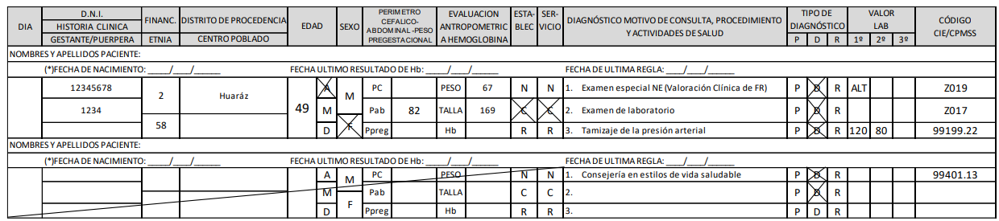 DIA D.N.I. FINANC. DISTRITO DE PROCEDENCIA EDAD SEXO PERIMETRO CEFALICO- ABDOMINAL -PESO PREGESTACIONAL EVALUACION ANTROPOMETRIC A HEMOGLOBINA ESTA- BLEC SER- VICIO DIAGNÓSTICO MOTIVO DE CONSULTA, PROCEDIMIENTO Y ACTIVIDADES DE SALUD TIPO DE DIAGNÓSTICO VALOR LAB CÓDIGO CIE/CPMSS
HISTORIA CLINICA
GESTANTE/PUERPERA ETNIA CENTRO POBLADO P D R 1º 2º 3º
NOMBRES Y APELLIDOS PACIENTE:
(*)FECHA DE NACIMIENTO: _____/____/______ FECHA ULTIMO RESULTADO DE Hb: _____/____/______ FECHA DE ULTIMA REGLA: _____/____/______
12345678 2 Huaráz 49 A M PC PESO 67 N N 1. Examen especial NE (Valoración Clínica de FR) P D R ALT Z019
1234 M Pab 82 TALLA 169 C C 2. Examen de laboratorio P D R Z017
58 D F Ppreg Hb R R 3. Tamizaje de la presión arterial P D R 120 80 99199.22
NOMBRES Y APELLIDOS PACIENTE:
(*)FECHA DE NACIMIENTO: _____/____/______ FECHA ULTIMO RESULTADO DE Hb: _____/____/______ FECHA DE ULTIMA REGLA: _____/____/______
A M PC PESO N N 1. Consejería en estilos de vida saludable P D R 99401.13
M Pab TALLA C C 2. P D R
D F Ppreg Hb R R 3. P D R